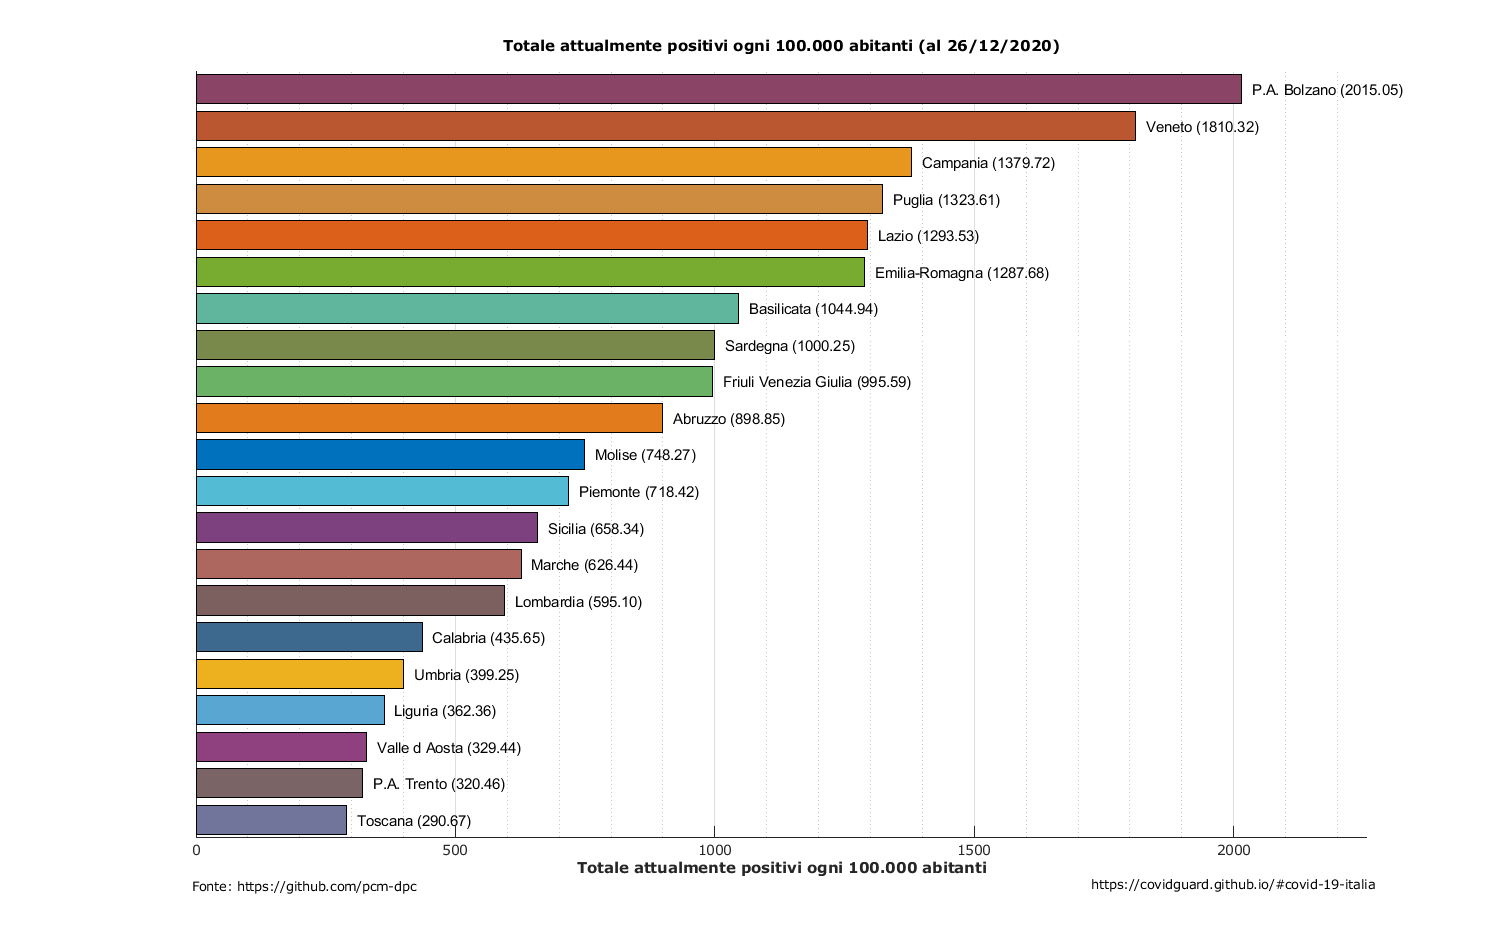 Totale attualmente positivi ogni 100.000 abitanti (al 26/12/2020)
P.A. Bolzano (2015.05)
Veneto (1810.32)
Campania (1379.72)
Puglia (1323.61)
Lazio (1293.53)
Emilia-Romagna (1287.68)
Basilicata (1044.94)
Sardegna (1000.25)
Friuli Venezia Giulia (995.59)
Abruzzo (898.85)
Molise (748.27)
Piemonte (718.42)
Sicilia (658.34)
Marche (626.44)
Lombardia (595.10)
Calabria (435.65)
Umbria (399.25)
Liguria (362.36)
Valle d Aosta (329.44)
P.A. Trento (320.46)
Toscana (290.67)
0 500 1000 1500 2000
Totale attualmente positivi ogni 100.000 abitanti
Fonte: https://github.com/pcm-dpc
https://covidguard.github.io/#covid-19-italia